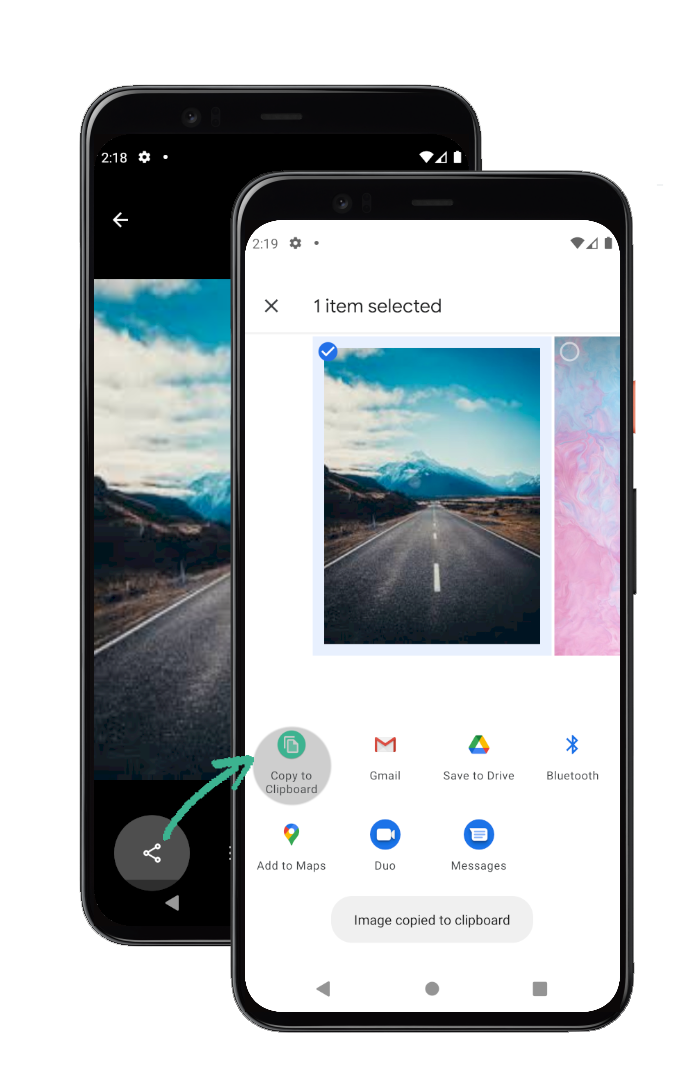 2:18
2:19
1 item selected
Copy to
Clipboard
Gmail
Save to Drive
Bluetooth
Add to Maps
Duo
Messages
Image copied to clipboard